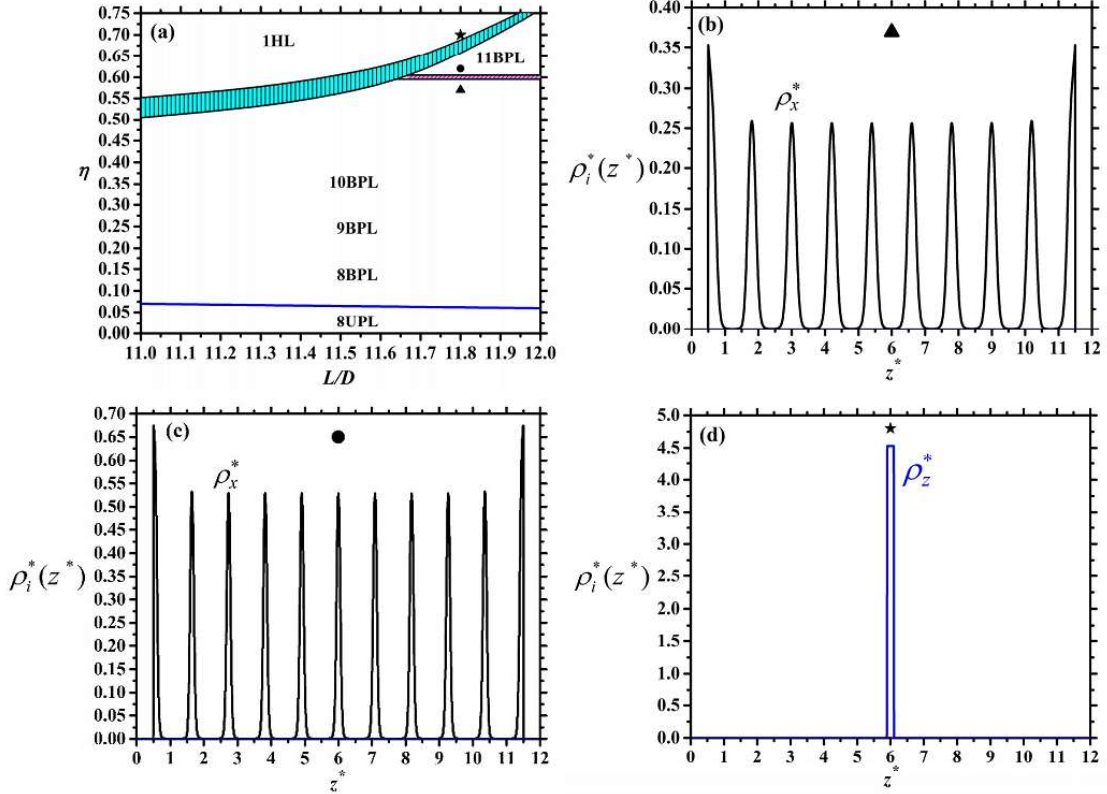 (a)
0.75
0.70
0.65
0.60
0.55
0.50
0.45
0.40
0.35
0.30
0.25
0.20
0.15
0.10
0.05
0.00
η
1HL
11BPL
10BPL
9BPL
8BPL
8UPL
11.0 11.1 11.2 11.3 11.4 11.5 11.6 11.7 11.8 11.9 12.0
L/D
(b)
0.40
0.35
0.30
0.25
0.20
0.15
0.10
0.05
0.00
ρ*ᵢ(z*)
ρ*ₓ
0 1 2 3 4 5 6 7 8 9 10 11 12
z*
(c)
0.70
0.65
0.60
0.55
0.50
0.45
0.40
0.35
0.30
0.25
0.20
0.15
0.10
0.05
0.00
ρ*ᵢ(z*)
ρ*ₓ
0 1 2 3 4 5 6 7 8 9 10 11 12
z*
(d)
5.0
4.5
4.0
3.5
3.0
2.5
2.0
1.5
1.0
0.5
0.0
ρ*ᵢ(z*)
ρ*_z
0 1 2 3 4 5 6 7 8 9 10 11 12
z*